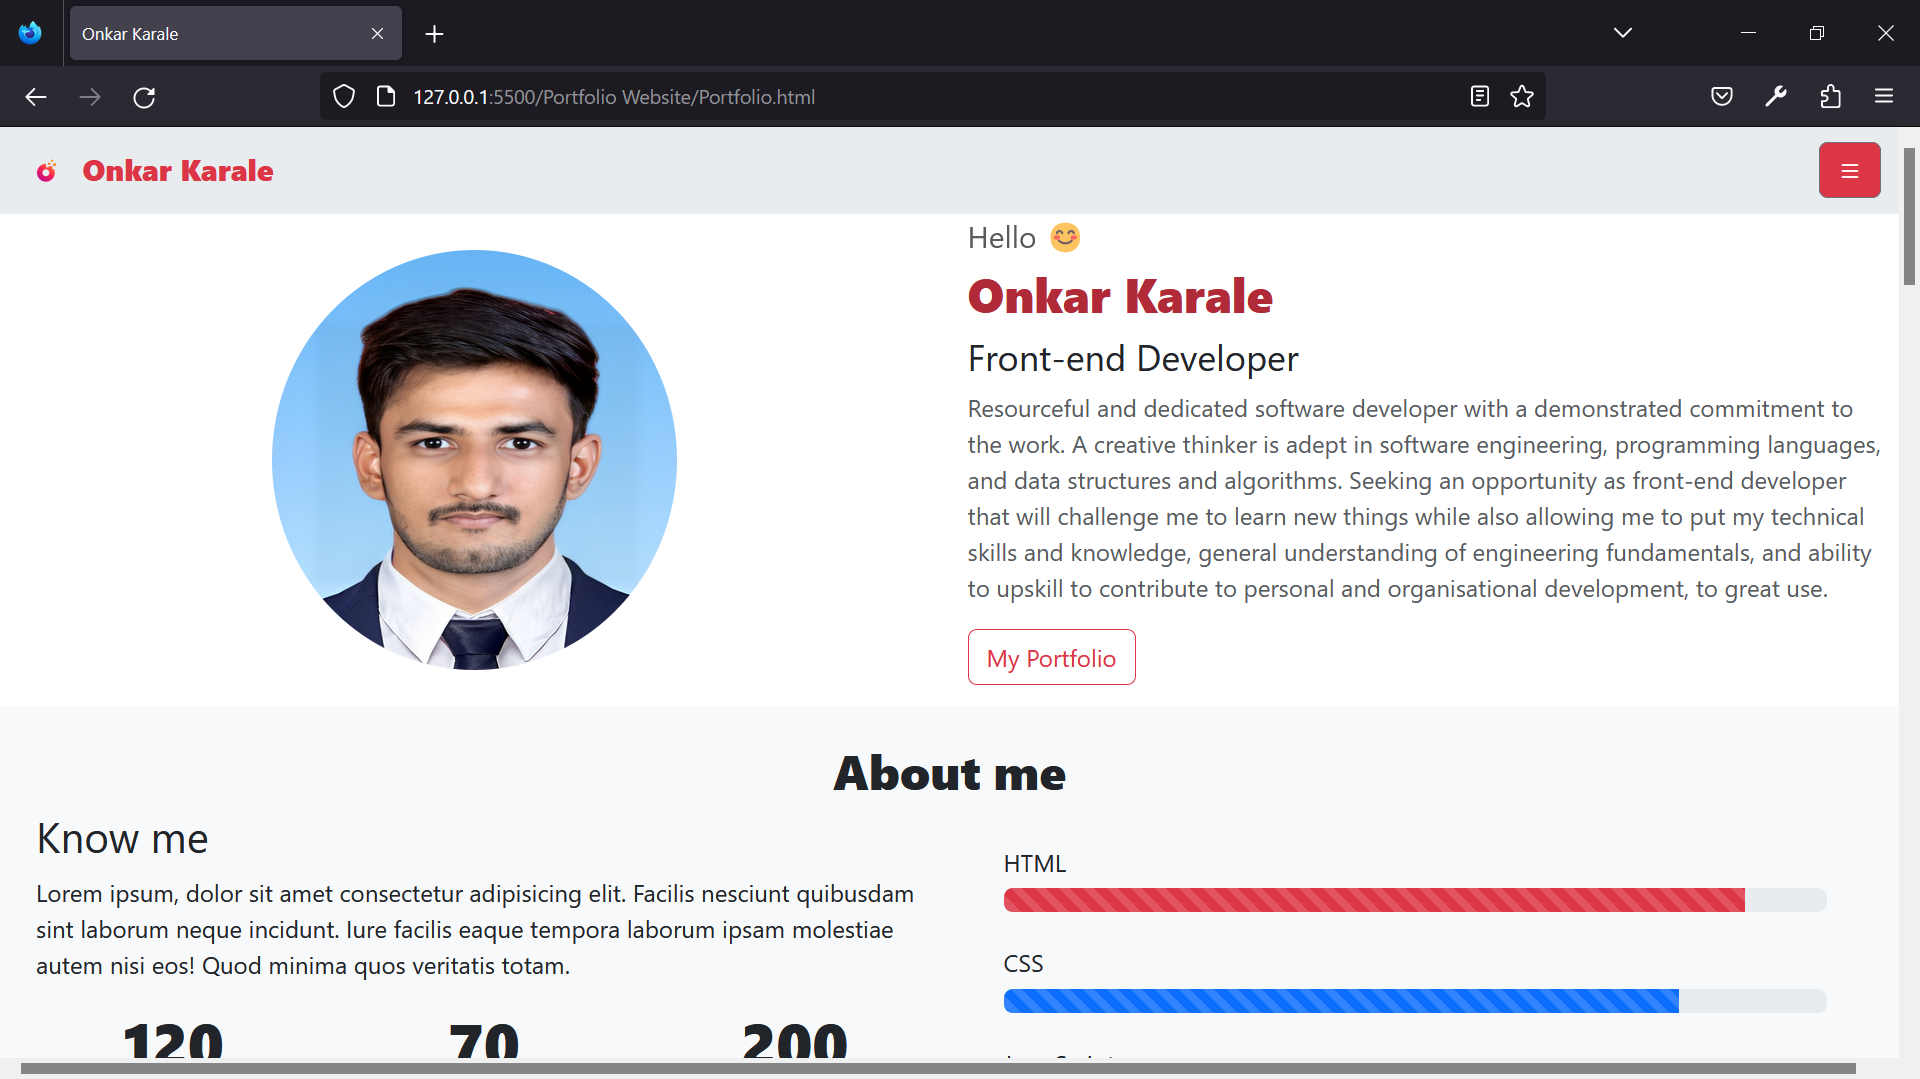 Onkar Karale
127.0.0.1:5500/Portfolio Website/Portfolio.html
Onkar Karale
Hello 😊
Onkar Karale
Front-end Developer
Resourceful and dedicated software developer with a demonstrated commitment to
the work. A creative thinker is adept in software engineering, programming languages,
and data structures and algorithms. Seeking an opportunity as front-end developer
that will challenge me to learn new things while also allowing me to put my technical
skills and knowledge, general understanding of engineering fundamentals, and ability
to upskill to contribute to personal and organisational development, to great use.
My Portfolio
About me
Know me
Lorem ipsum, dolor sit amet consectetur adipisicing elit. Facilis nesciunt quibusdam
sint laborum neque incidunt. Iure facilis eaque tempora laborum ipsam molestiae
autem nisi eos! Quod minima quos veritatis totam.
120 70 200
HTML
CSS